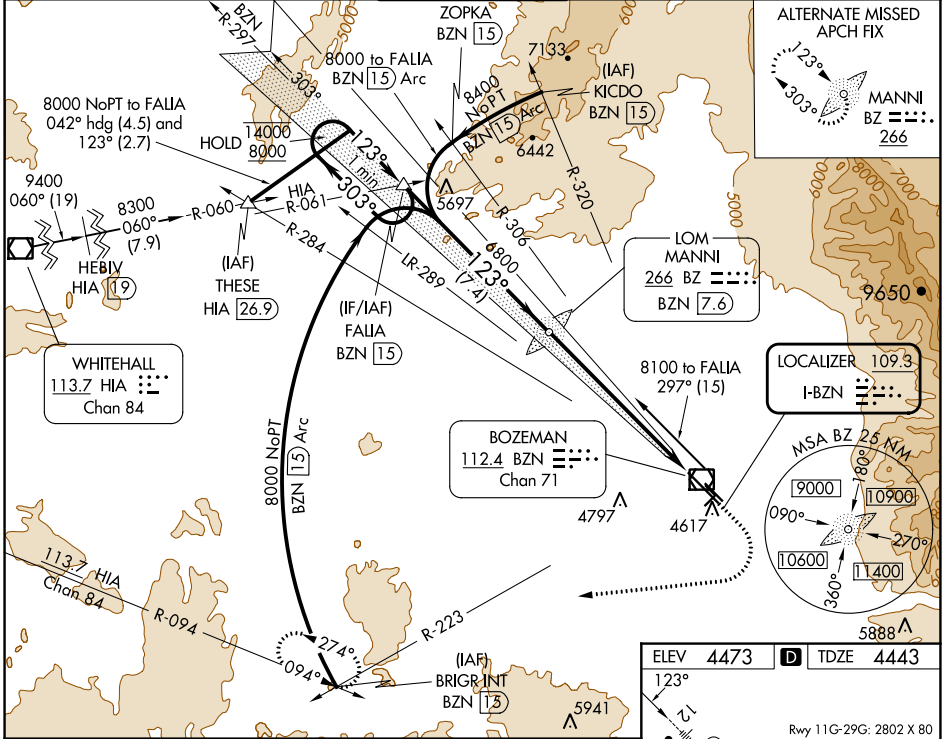 BZN
R-297
303°
8000 to FALIA
BZN 15 Arc
ZOPKA
BZN 15
7133
8400
NoPT
BZN 15 Arc
(IAF)
KICDO
BZN 15
6442
R-320
ALTERNATE MISSED
APCH FIX
123°
303°
MANNI
BZ
266
5000
5000
7000
8000 NoPT to FALIA
042° hdg (4.5) and
123° (2.7)
HOLD
14000
8000
123°
1 min
303°
5697
R-306
9400
060° (19)
8300
060°
(7.9)
R-060
HIA
R-061
R-284
LR-289
HEBIV
HIA 19
(IAF)
THESE
HIA 26.9
(IF/IAF)
FALIA
BZN 15
6800
123°
(7.4)
LOM
MANNI
266 BZ
BZN 7.6
9650
WHITEHALL
113.7 HIA
Chan 84
8100 to FALIA
297° (15)
LOCALIZER 109.3
I-BZN
8000 NoPT
BZN 15 Arc
BOZEMAN
112.4 BZN
Chan 71
4797
4617
MSA BZ 25 NM
180°
9000
10900
090°
270°
10600
11400
360°
113.7 HIA
Chan 84
R-094
274°
094°
R-223
(IAF)
BRIGR INT
BZN 15
5941
5888
5000
ELEV 4473 D TDZE 4443
123°
12
Rwy 11G-29G: 2802 X 80